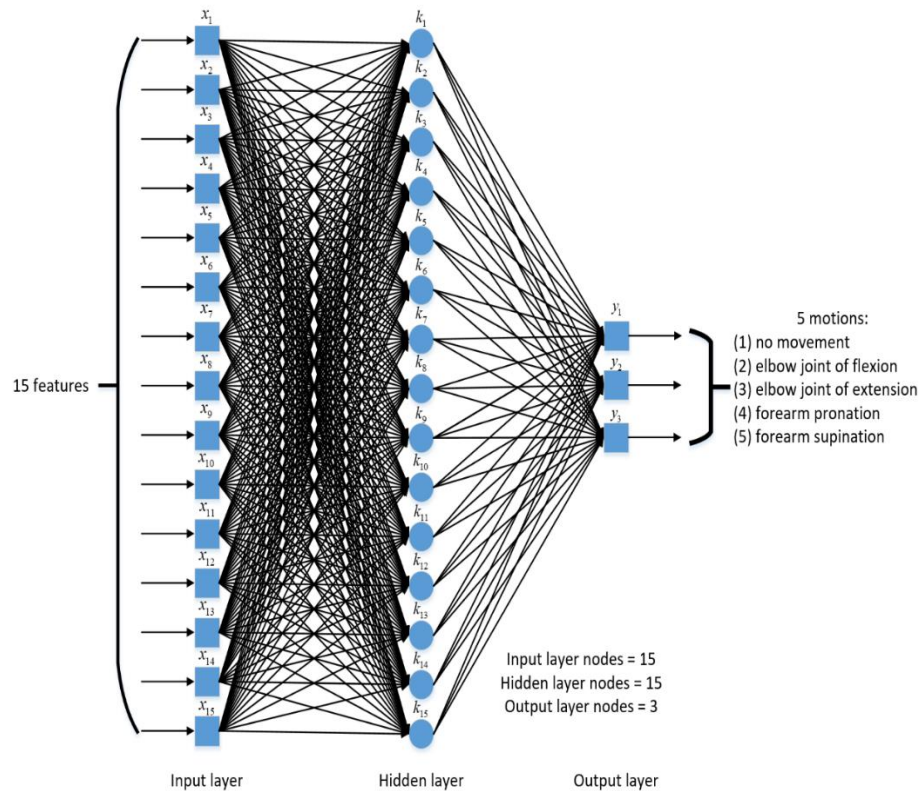 x1
x2
x3
x4
x5
x6
x7
x8
x9
x10
x11
x12
x13
x14
x15
15 features
k1
k2
k3
k4
k5
k6
k7
k8
k9
k10
k11
k12
k13
k14
k15
y1
y2
y3
5 motions:
(1) no movement
(2) elbow joint of flexion
(3) elbow joint of extension
(4) forearm pronation
(5) forearm supination
Input layer nodes = 15
Hidden layer nodes = 15
Output layer nodes = 3
Input layer
Hidden layer
Output layer